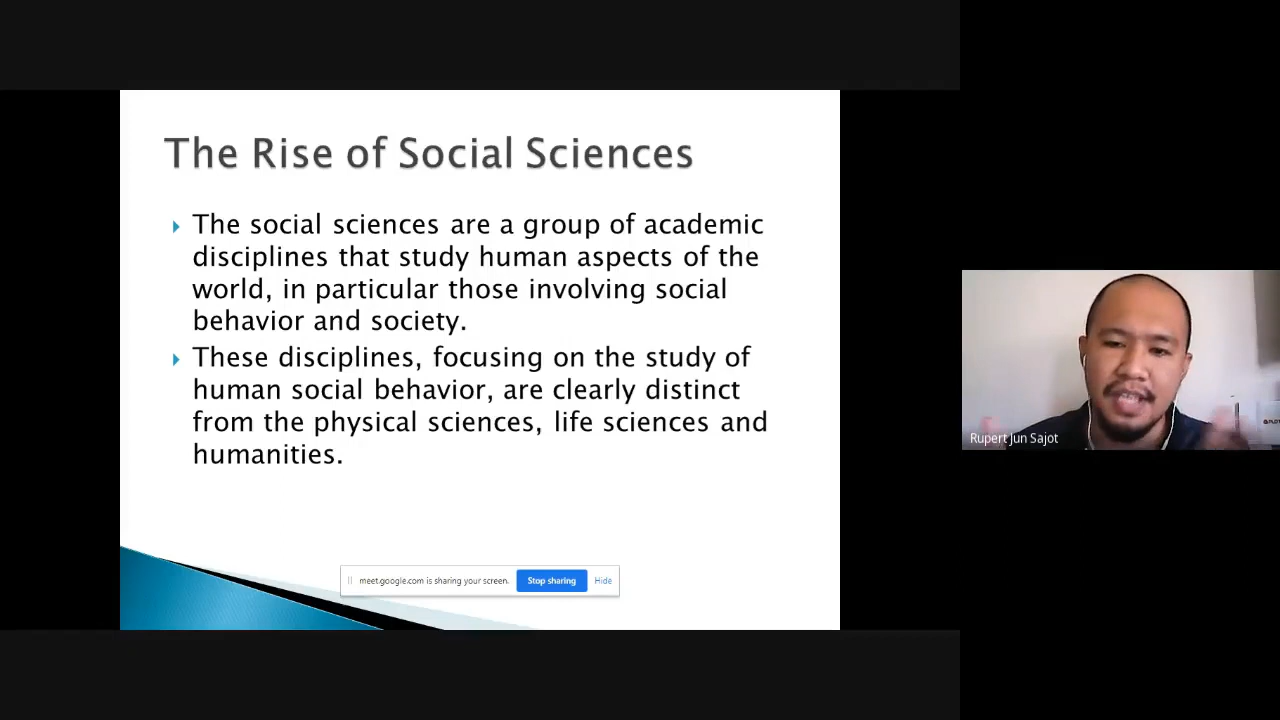 The Rise of Social Sciences
The social sciences are a group of academic
disciplines that study human aspects of the
world, in particular those involving social
behavior and society.
These disciplines, focusing on the study of
human social behavior, are clearly distinct
from the physical sciences, life sciences and
humanities.
meet.google.com is sharing your screen. Stop sharing Hide
Rupert Jun Sajot